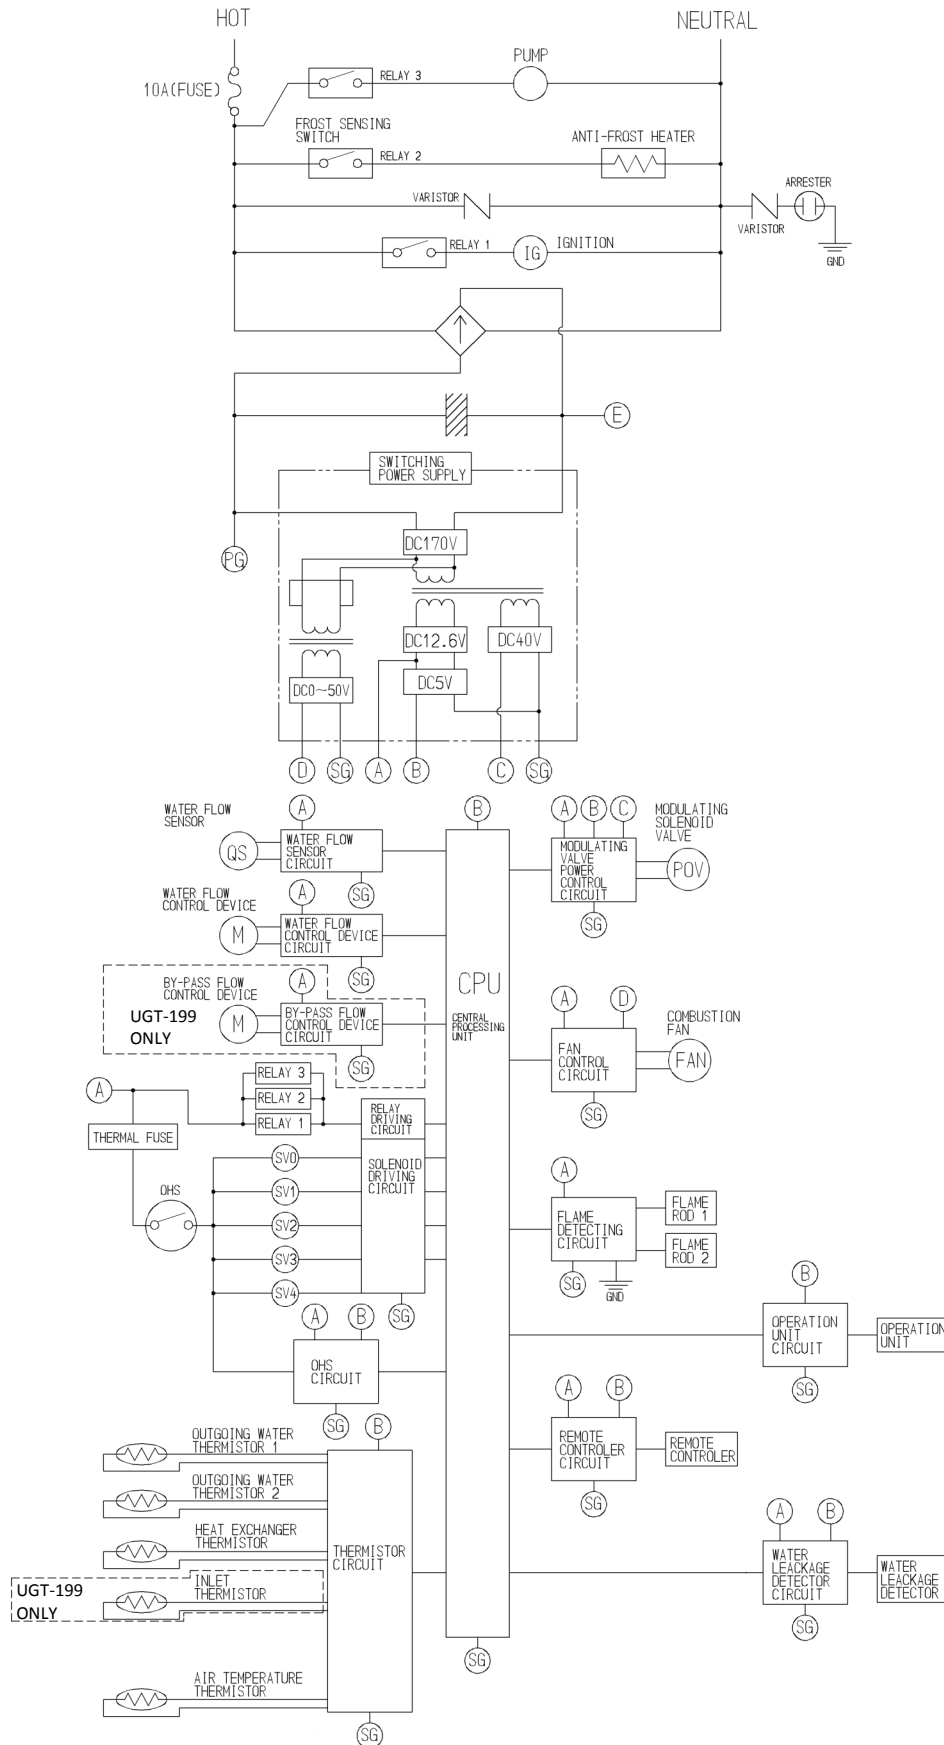 HOT
NEUTRAL
10A(FUSE)
RELAY 3
PUMP
FROST SENSING
SWITCH
RELAY 2
ANTI-FROST HEATER
VARISTOR
VARISTOR
ARRESTER
GND
RELAY 1
IG
IGNITION
E
SWITCHING
POWER SUPPLY
PG
DC170V
DC12.6V
DC40V
DC0~50V
DC5V
D
SG
A
B
C
SG
WATER FLOW
SENSOR
QS
A
WATER FLOW
SENSOR
CIRCUIT
SG
WATER FLOW
CONTROL DEVICE
M
A
WATER FLOW
CONTROL DEVICE
CIRCUIT
SG
BY-PASS FLOW
CONTROL DEVICE
UGT-199
ONLY
M
A
BY-PASS FLOW
CONTROL DEVICE
CIRCUIT
SG
B
CPU
CENTRAL
PROCESSING
UNIT
SG
A
B
C
MODULATING
SOLENOID
VALVE
MODULATING
VALVE
POWER
CONTROL
CIRCUIT
POV
SG
A
D
COMBUSTION
FAN
FAN
CONTROL
CIRCUIT
FAN
SG
A
THERMAL FUSE
OHS
RELAY 3
RELAY 2
RELAY 1
RELAY
DRIVING
CIRCUIT
SOLENOID
DRIVING
CIRCUIT
SV0
SV1
SV2
SV3
SV4
SG
A
B
OHS
CIRCUIT
SG
A
FLAME
DETECTING
CIRCUIT
FLAME
ROD 1
FLAME
ROD 2
SG
GND
B
OPERATION
UNIT
CIRCUIT
OPERATION
UNIT
SG
A
B
REMOTE
CONTROLER
CIRCUIT
REMOTE
CONTROLER
SG
A
B
WATER
LEACKAGE
DETECTOR
CIRCUIT
WATER
LEACKAGE
DETECTOR
SG
B
OUTGOING WATER
THERMISTOR 1
OUTGOING WATER
THERMISTOR 2
HEAT EXCHANGER
THERMISTOR
UGT-199
ONLY
INLET
THERMISTOR
AIR TEMPERATURE
THERMISTOR
THERMISTOR
CIRCUIT
SG